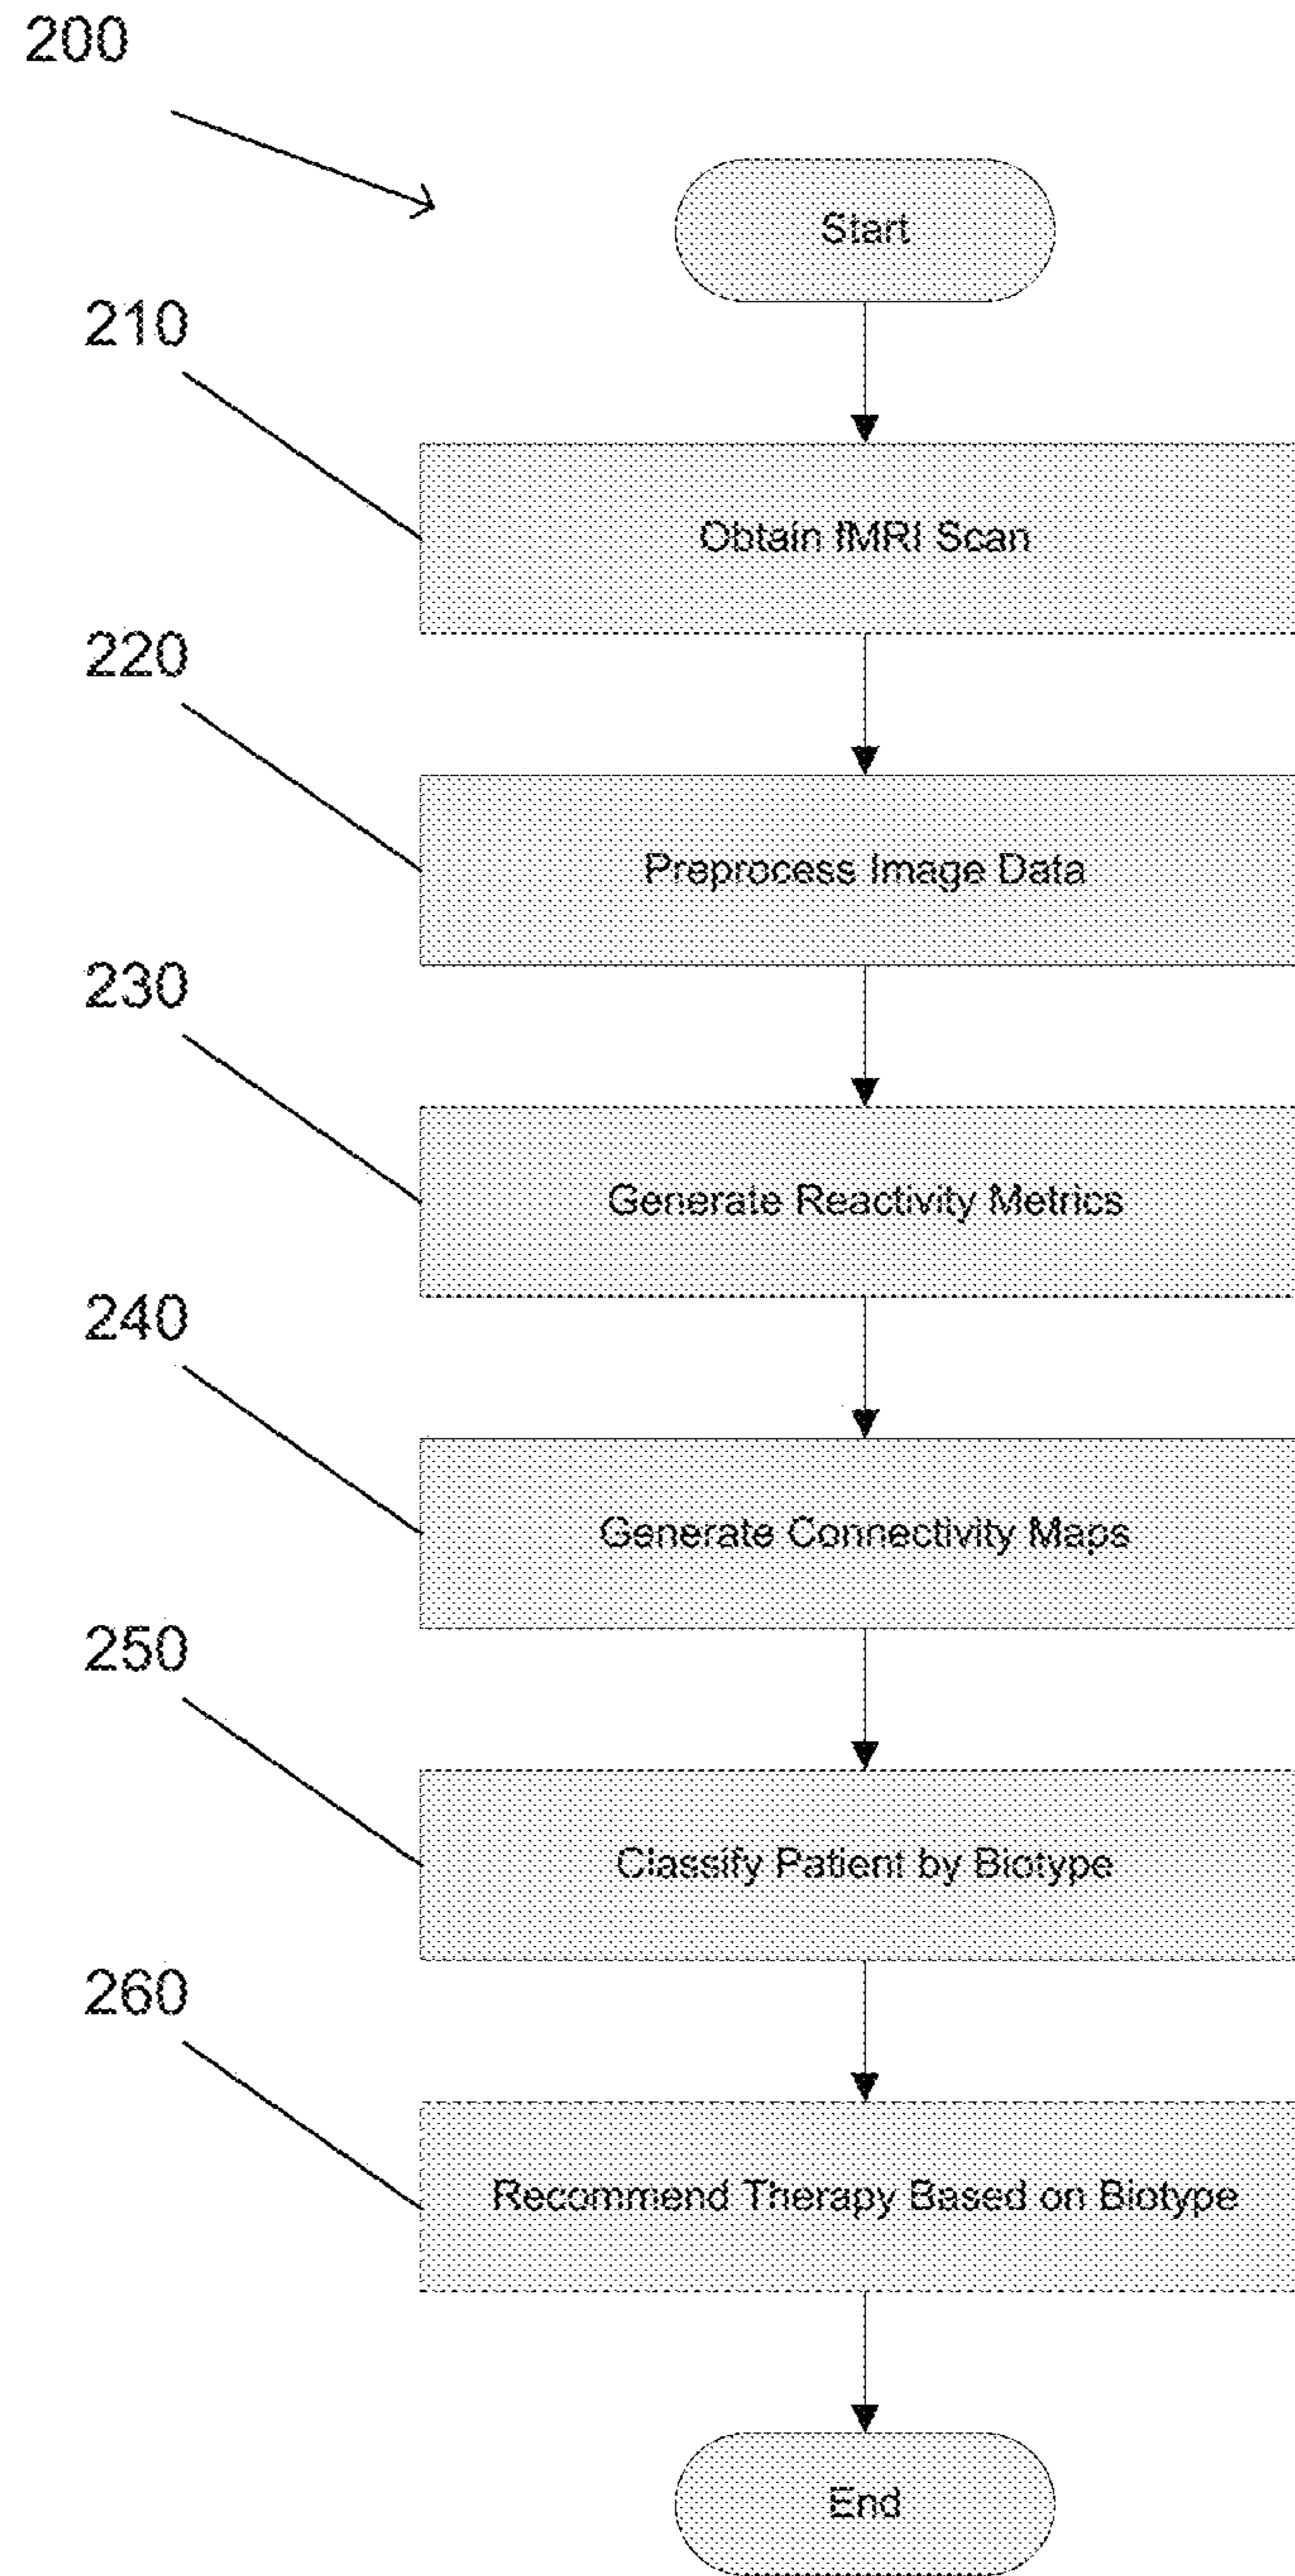 200
Start
210
Obtain fMRI Scan
220
Preprocess Image Data
230
Generate Reactivity Metrics
240
Generate Connectivity Maps
250
Classify Patient by Biotype
260
Recommend Therapy Based on Biotype
End